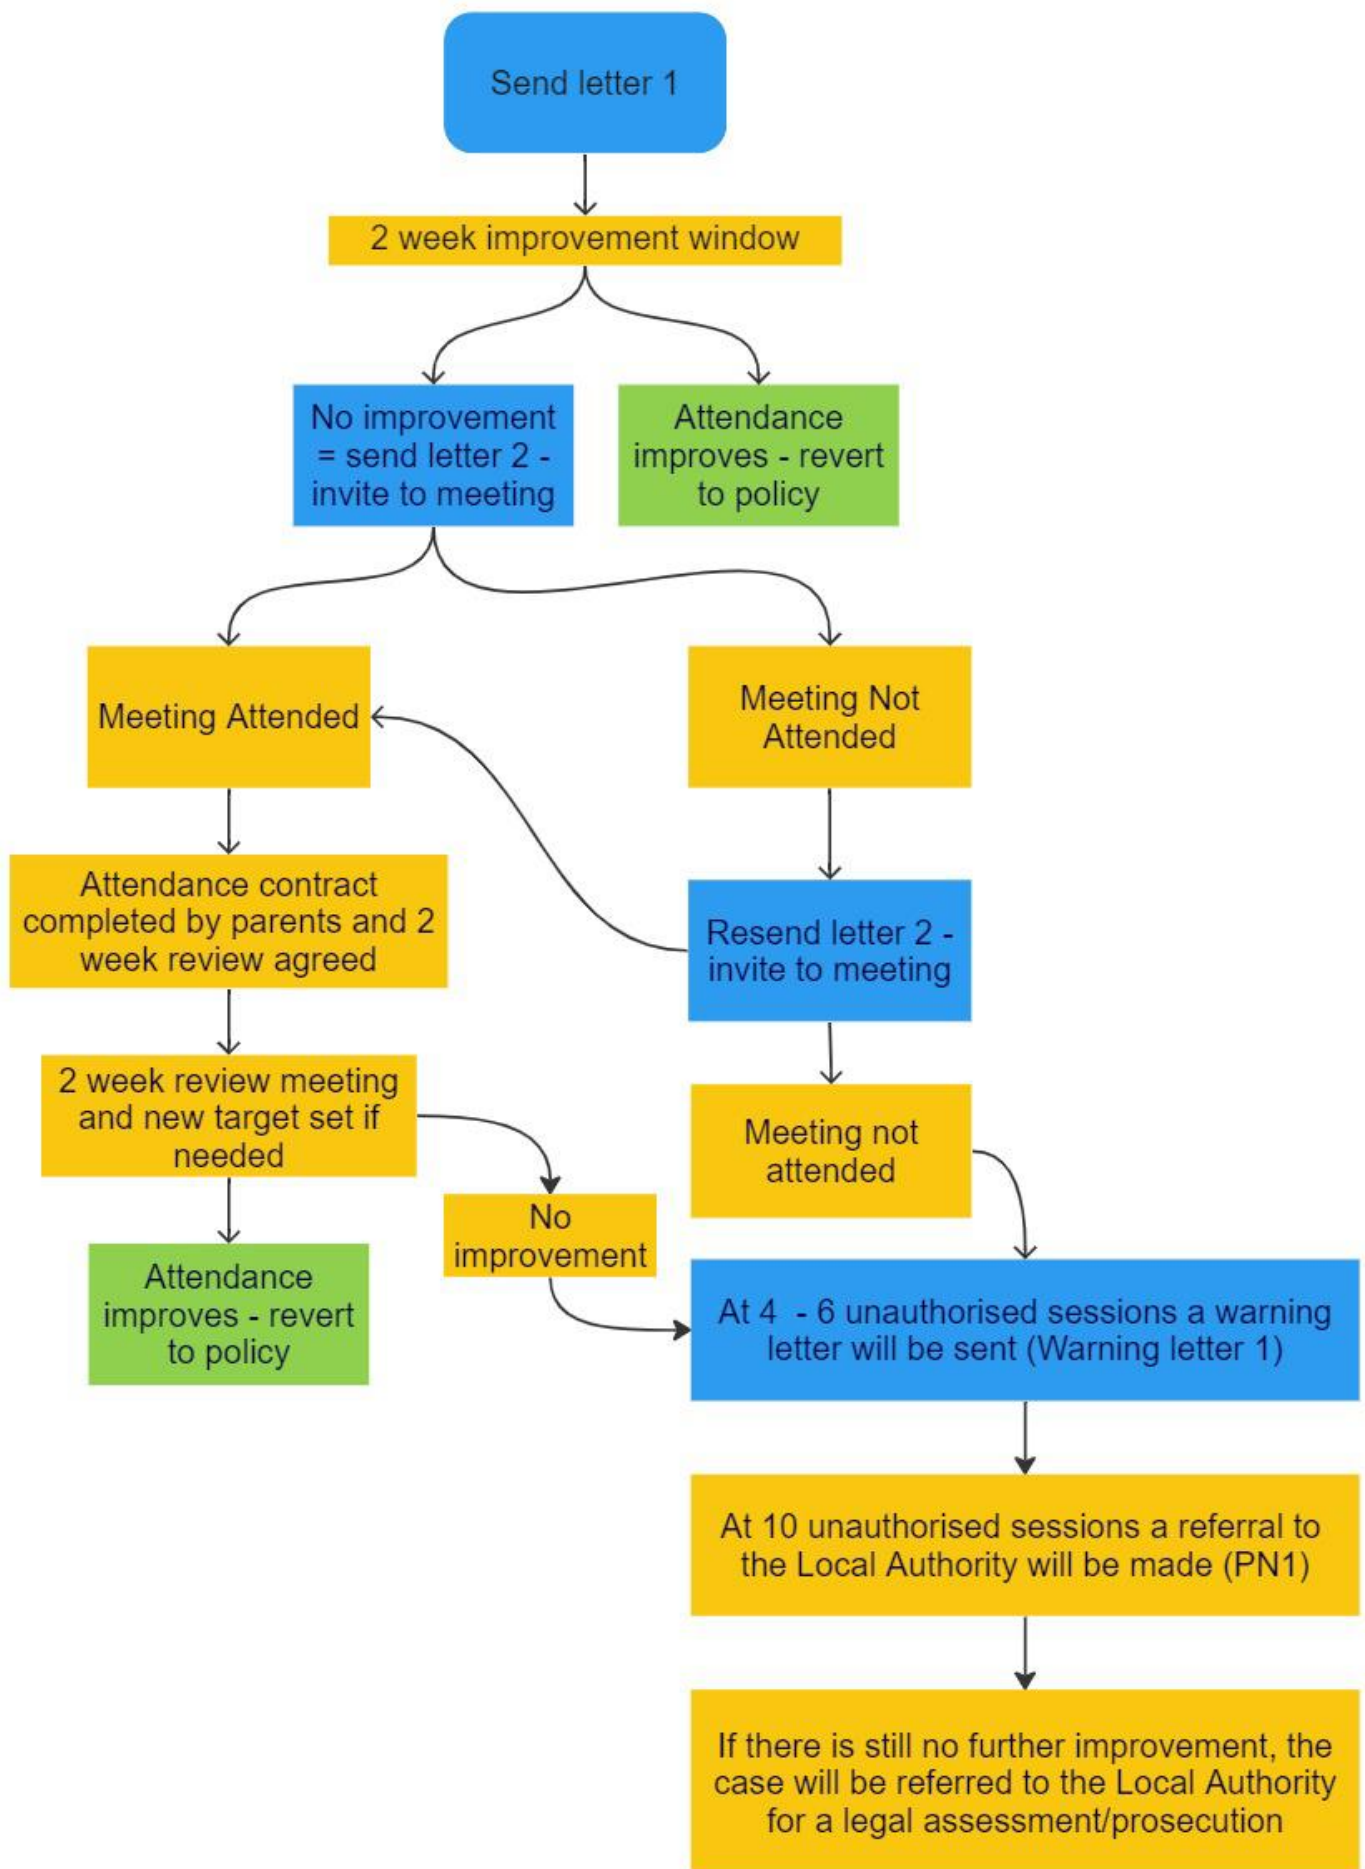 Send letter 1
2 week improvement window
No improvement
= send letter 2 -
invite to meeting
Attendance
improves - revert
to policy
Meeting Attended
Meeting Not
Attended
Attendance contract
completed by parents and 2
week review agreed
Resend letter 2 -
invite to meeting
2 week review meeting
and new target set if
needed
Meeting not
attended
No
improvement
Attendance
improves - revert
to policy
At 4  - 6 unauthorised sessions a warning
letter will be sent (Warning letter 1)
At 10 unauthorised sessions a referral to
the Local Authority will be made (PN1)
If there is still no further improvement, the
case will be referred to the Local Authority
for a legal assessment/prosecution